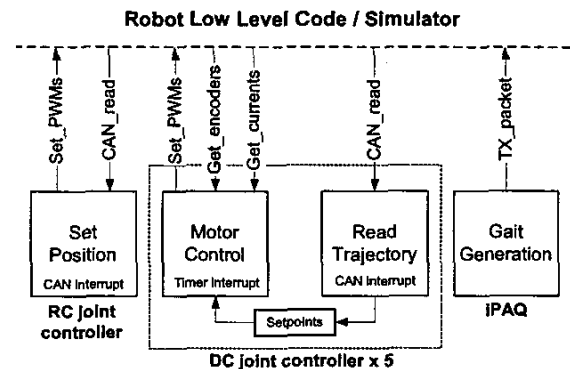 Robot Low Level Code / Simulator
Set_PWMs
CAN_read
Set_PWMs
Get_encoders
Get_currents
CAN_read
TX_packet
Set
Position
CAN Interrupt
RC joint
controller
Motor
Control
Timer Interrupt
Read
Trajectory
CAN Interrupt
Setpoints
DC joint controller x 5
Gait
Generation
iPAQ